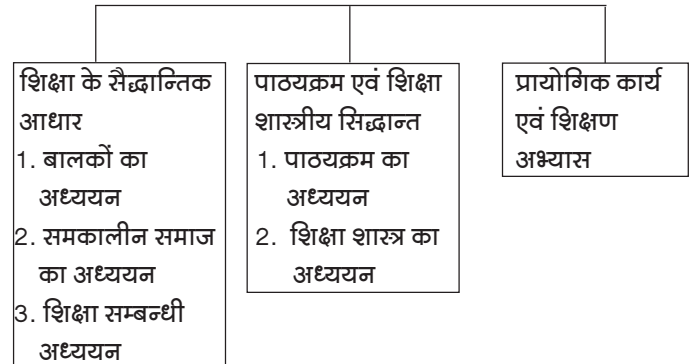 शिक्षा के सैद्धान्तिक
आधार
1. बालकों का
अध्ययन
2. समकालीन समाज
का अध्ययन
3. शिक्षा सम्बन्धी
अध्ययन
पाठयक्रम एवं शिक्षा
शास्त्रीय सिद्धान्त
1. पाठयक्रम का
अध्ययन
2. शिक्षा शास्त्र का
अध्ययन
प्रायोगिक कार्य
एवं शिक्षण
अभ्यास